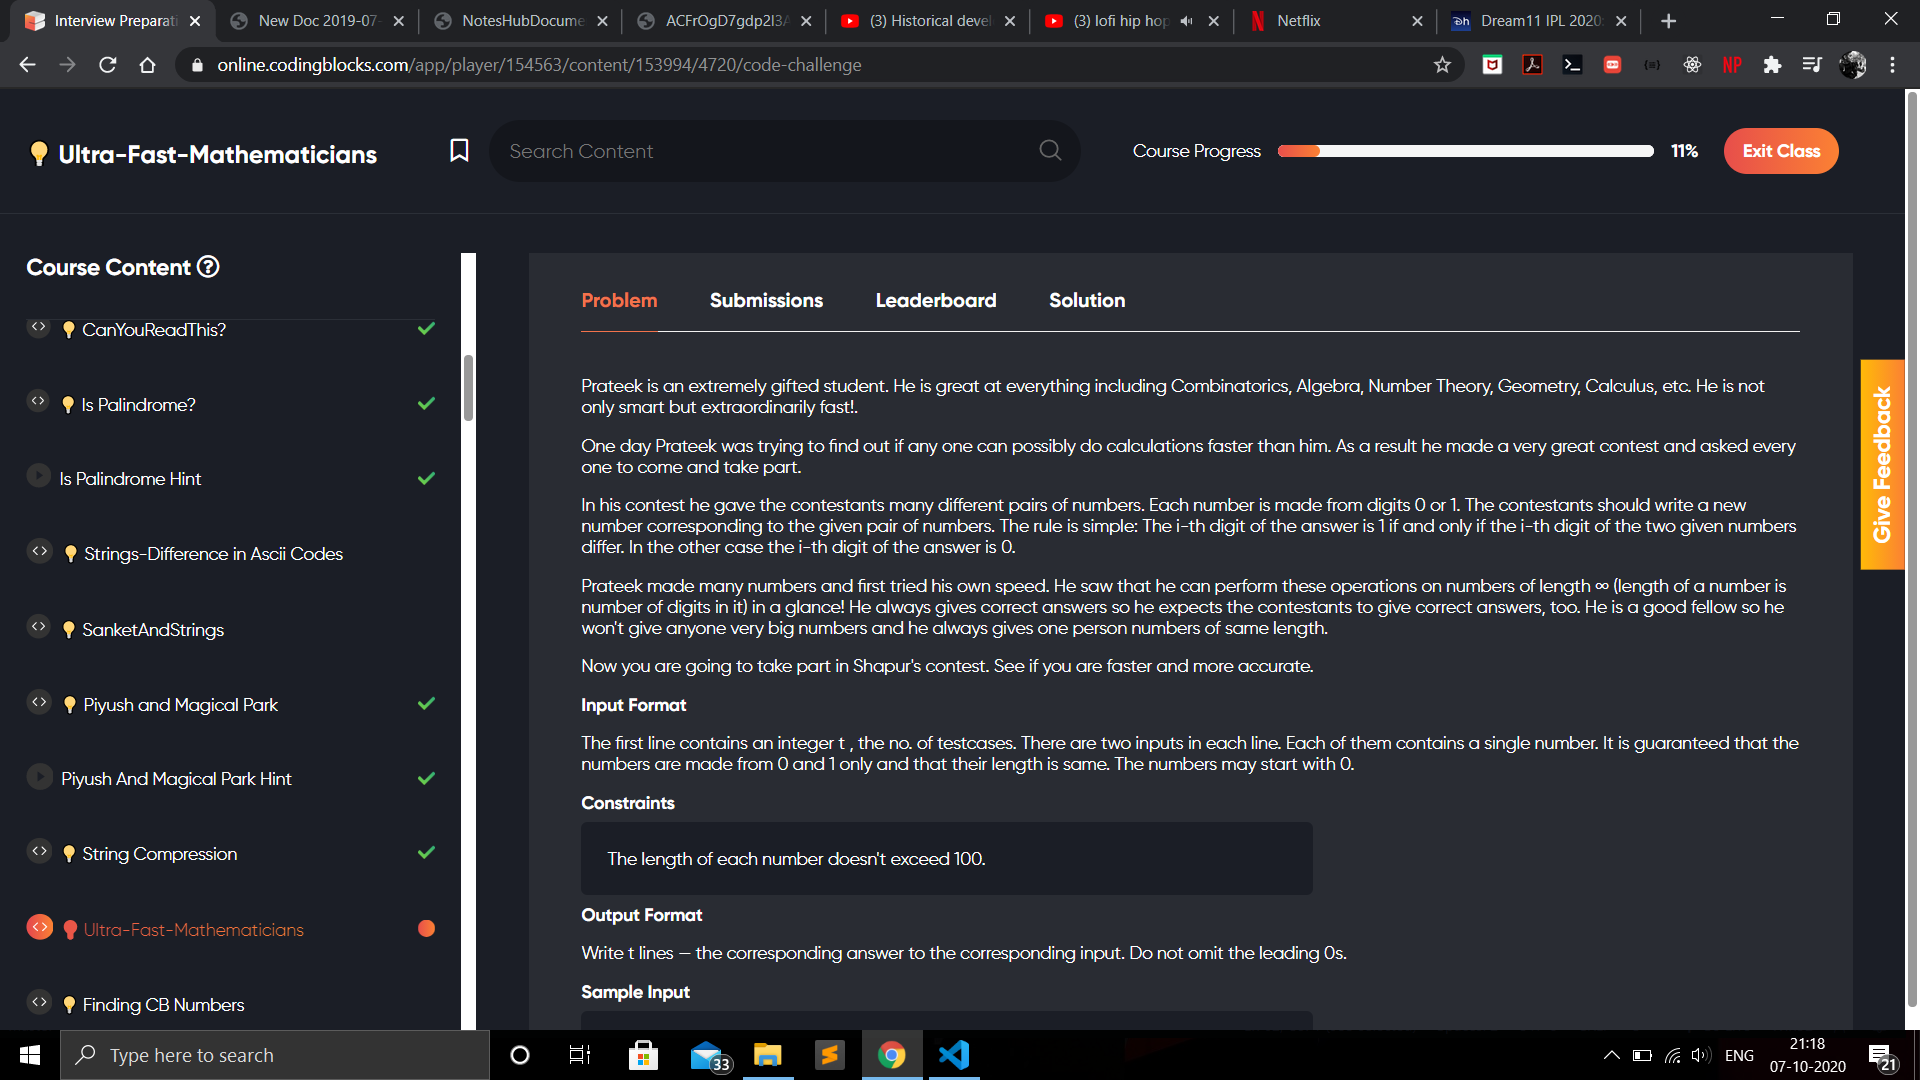 Interview Preparati
New Doc 2019-07-
NotesHubDocume
ACFrOgD7gdp2I3A
(3) Historical devel
(3) lofi hip hop
Netflix
Dream11 IPL 2020:
online.codingblocks.com/app/player/154563/content/153994/4720/code-challenge
NP
Ultra-Fast-Mathematicians
Search Content
Course Progress
11%
Exit Class
Course Content
CanYouReadThis?
Is Palindrome?
Is Palindrome Hint
Strings-Difference in Ascii Codes
SanketAndStrings
Piyush and Magical Park
Piyush And Magical Park Hint
String Compression
Ultra-Fast-Mathematicians
Finding CB Numbers
Problem
Submissions
Leaderboard
Solution
Prateek is an extremely gifted student. He is great at everything including Combinatorics, Algebra, Number Theory, Geometry, Calculus, etc. He is not
only smart but extraordinarily fast!.
One day Prateek was trying to find out if any one can possibly do calculations faster than him. As a result he made a very great contest and asked every
one to come and take part.
In his contest he gave the contestants many different pairs of numbers. Each number is made from digits 0 or 1. The contestants should write a new
number corresponding to the given pair of numbers. The rule is simple: The i-th digit of the answer is 1 if and only if the i-th digit of the two given numbers
differ. In the other case the i-th digit of the answer is 0.
Prateek made many numbers and first tried his own speed. He saw that he can perform these operations on numbers of length ∞ (length of a number is
number of digits in it) in a glance! He always gives correct answers so he expects the contestants to give correct answers, too. He is a good fellow so he
won't give anyone very big numbers and he always gives one person numbers of same length.
Now you are going to take part in Shapur's contest. See if you are faster and more accurate.
Input Format
The first line contains an integer t , the no. of testcases. There are two inputs in each line. Each of them contains a single number. It is guaranteed that the
numbers are made from 0 and 1 only and that their length is same. The numbers may start with 0.
Constraints
The length of each number doesn't exceed 100.
Output Format
Write t lines — the corresponding answer to the corresponding input. Do not omit the leading 0s.
Sample Input
Give Feedback
Type here to search
33
ENG
21:18
07-10-2020
21